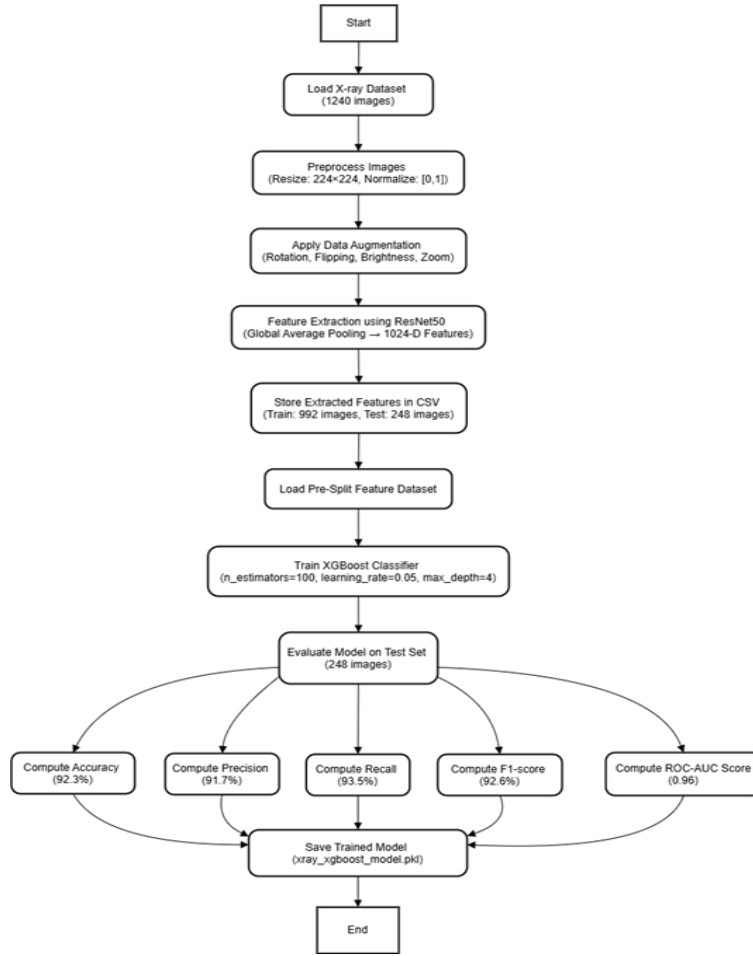 Start
Load X-ray Dataset
(1240 images)
Preprocess Images
(Resize: 224×224, Normalize: [0,1])
Apply Data Augmentation
(Rotation, Flipping, Brightness, Zoom)
Feature Extraction using ResNet50
(Global Average Pooling → 1024-D Features)
Store Extracted Features in CSV
(Train: 992 images, Test: 248 images)
Load Pre-Split Feature Dataset
Train XGBoost Classifier
(n_estimators=100, learning_rate=0.05, max_depth=4)
Evaluate Model on Test Set
(248 images)
Compute Accuracy
(92.3%)
Compute Precision
(91.7%)
Compute Recall
(93.5%)
Compute F1-score
(92.6%)
Compute ROC-AUC Score
(0.96)
Save Trained Model
(xray_xgboost_model.pkl)
End